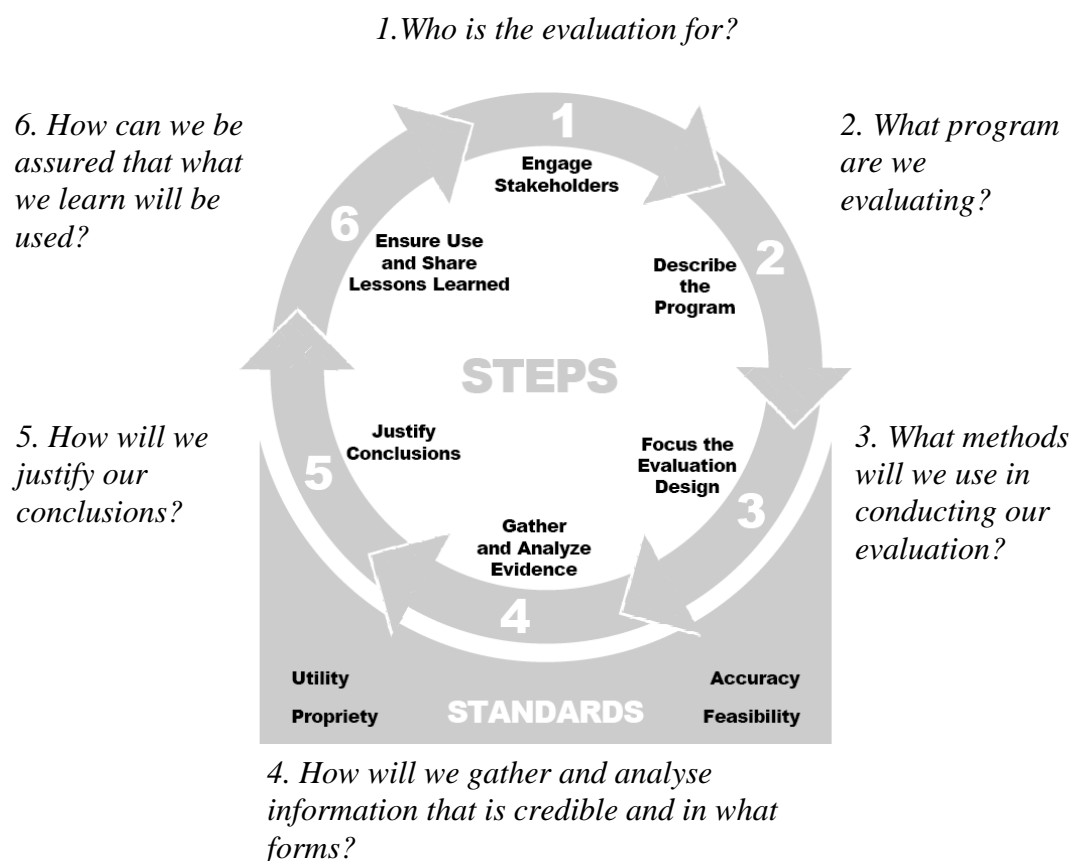 1.Who is the evaluation for?
6. How can we be
assured that what
we learn will be
used?
2. What program
are we
evaluating?
1
Engage
Stakeholders
2
Describe
the
Program
6
Ensure Use
and Share
Lessons Learned
STEPS
5. How will we
justify our
conclusions?
3. What methods
will we use in
conducting our
evaluation?
Justify
Conclusions
5
Focus the
Evaluation
Design
3
Gather
and Analyze
Evidence
4
Utility
Propriety
STANDARDS
Accuracy
Feasibility
4. How will we gather and analyse
information that is credible and in what
forms?